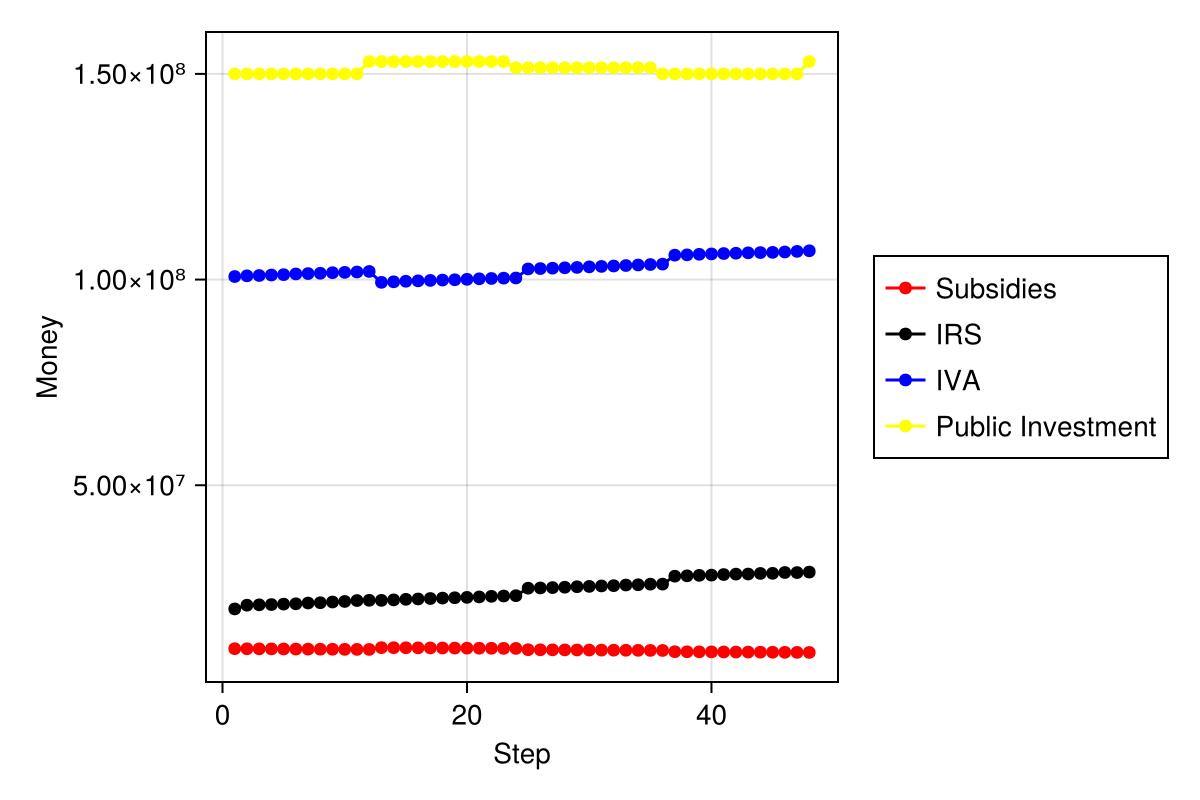 1.50×10⁸
1.00×10⁸
5.00×10⁷
Money
0
20
40
Step
Subsidies
IRS
IVA
Public Investment